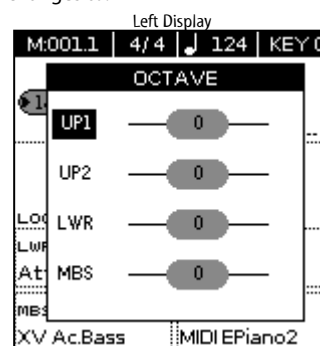 Left Display
M:001.1 4/4 ♩ 124 KEY
OCTAVE
UP1 0
UP2 0
LWR 0
MBS 0
MBS
XV Ac.Bass MIDI EPiano2